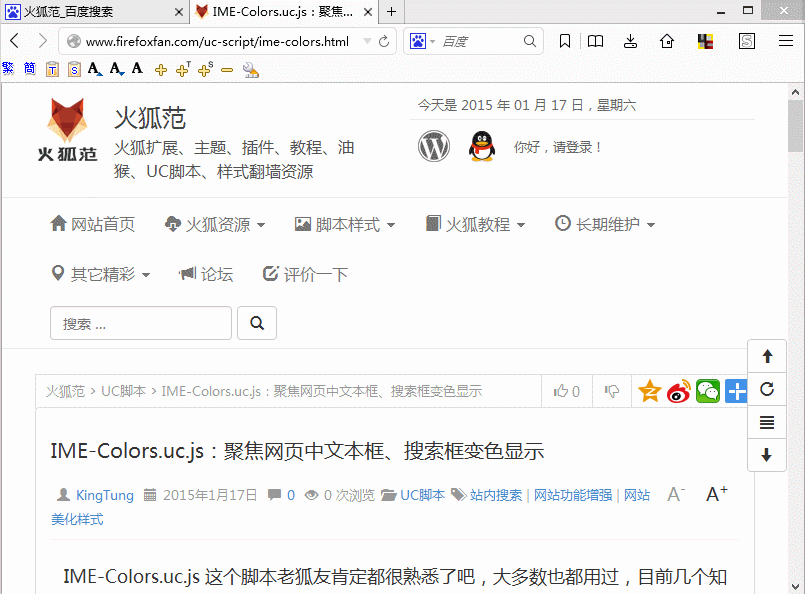 火狐范_百度搜索
IME-Colors.uc.js：聚焦...
www.firefoxfan.com/uc-script/ime-colors.html
百度
繁 简 T S A A A T S
火狐范
火狐范
火狐扩展、主题、插件、教程、油
猴、UC脚本、样式翻墙资源
今天是 2015 年 01 月 17 日，星期六
你好，请登录！
网站首页 火狐资源 脚本样式 火狐教程 长期维护
其它精彩 论坛 评价一下
搜索 ...
火狐范 > UC脚本 > IME-Colors.uc.js：聚焦网页中文本框、搜索框变色显示
0
IME-Colors.uc.js：聚焦网页中文本框、搜索框变色显示
KingTung 2015年1月17日 0 0 次浏览 UC脚本 站内搜索 | 网站功能增强 | 网站 A- A+
美化样式
IME-Colors.uc.js 这个脚本老狐友肯定都很熟悉了吧，大多数也都用过，目前几个知